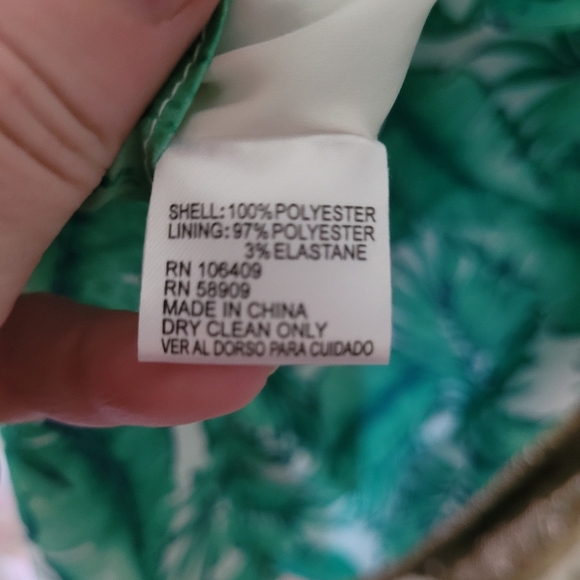 SHELL: 100% POLYESTER
LINING: 97% POLYESTER
3% ELASTANE
RN 106409
RN 58909
MADE IN CHINA
DRY CLEAN ONLY
VER AL DORSO PARA CUIDADO